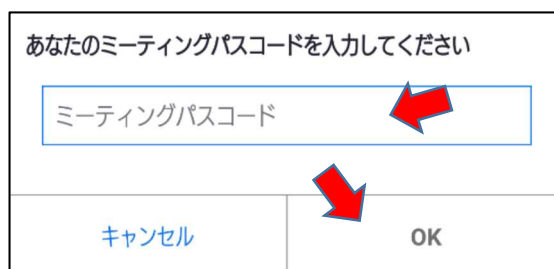 あなたのミーティングパスコードを入力してください
ミーティングパスコード
キャンセル
OK